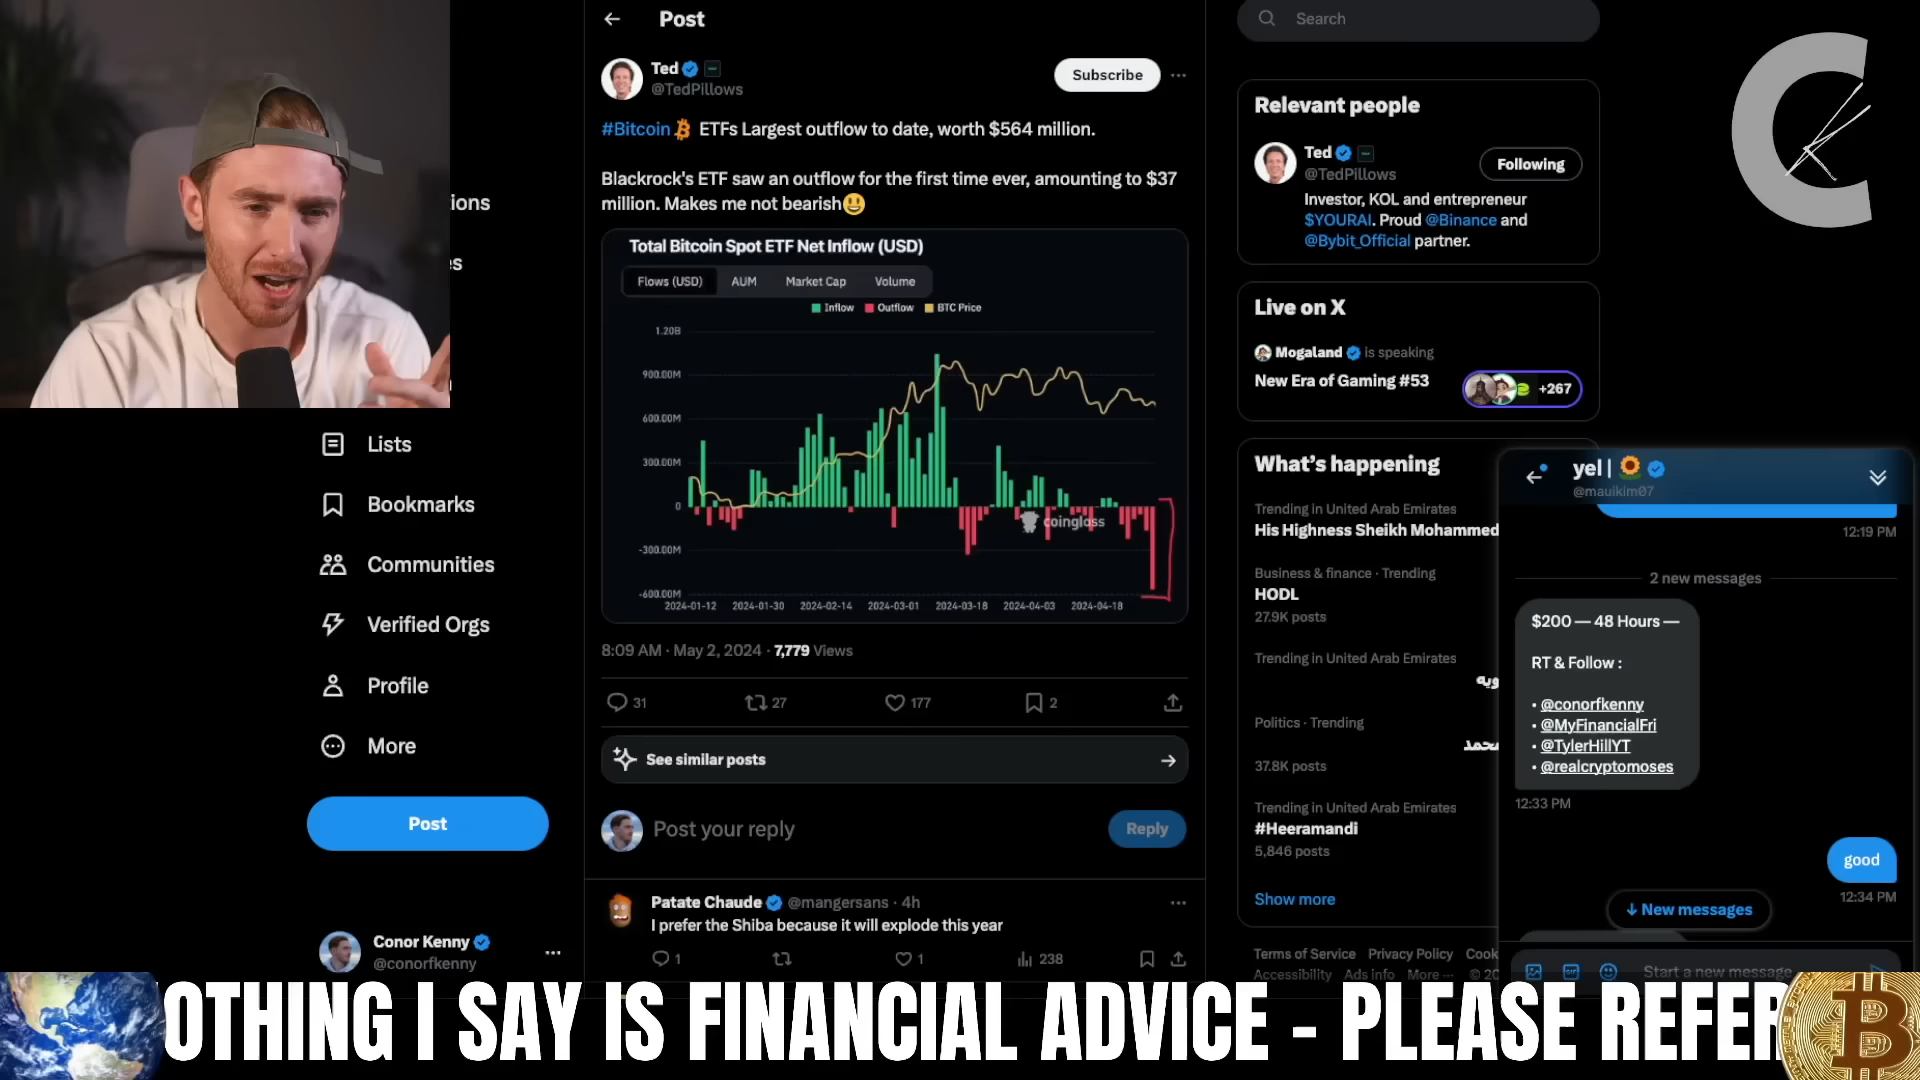 Post
Ted
@TedPillows
Subscribe
#Bitcoin ETFs Largest outflow to date, worth $564 million.
Blackrock's ETF saw an outflow for the first time ever, amounting to $37
million. Makes me not bearish😃
Total Bitcoin Spot ETF Net Inflow (USD)
Flows (USD) AUM Market Cap Volume
Inflow Outflow BTC Price
1.20B
900.00M
600.00M
300.00M
0
-300.00M
-600.00M
coinglass
2024-01-12 2024-01-30 2024-02-14 2024-03-01 2024-03-18 2024-04-03 2024-04-18
8:09 AM · May 2, 2024 · 7,779 Views
31 27 177 2
See similar posts
Post your reply
Reply
Patate Chaude @mangersans · 4h
I prefer the Shiba because it will explode this year
1 1 238
ions
es
Lists
Bookmarks
Communities
Verified Orgs
Profile
More
Post
Conor Kenny
@conorfkenny
Search
Relevant people
Ted
@TedPillows
Following
Investor, KOL and entrepreneur
$YOURAI. Proud @Binance and
@Bybit_Official partner.
Live on X
Mogaland is speaking
New Era of Gaming #53
+267
What's happening
Trending in United Arab Emirates
His Highness Sheikh Mohammed
Business & finance · Trending
HODL
27.9K posts
Trending in United Arab Emirates
Politics · Trending
37.8K posts
Trending in United Arab Emirates
#Heeramandi
5,846 posts
Show more
Terms of Service Privacy Policy Cook
Accessibility Ads info More ··· © 20
yel | 🌻
@mauikim07
12:19 PM
2 new messages
$200 — 48 Hours —
RT & Follow :
• @conorfkenny
• @MyFinancialFri
• @TylerHillYT
• @realcryptomoses
12:33 PM
good
12:34 PM
New messages
Start a new message
OTHING I SAY IS FINANCIAL ADVICE - PLEASE REFER